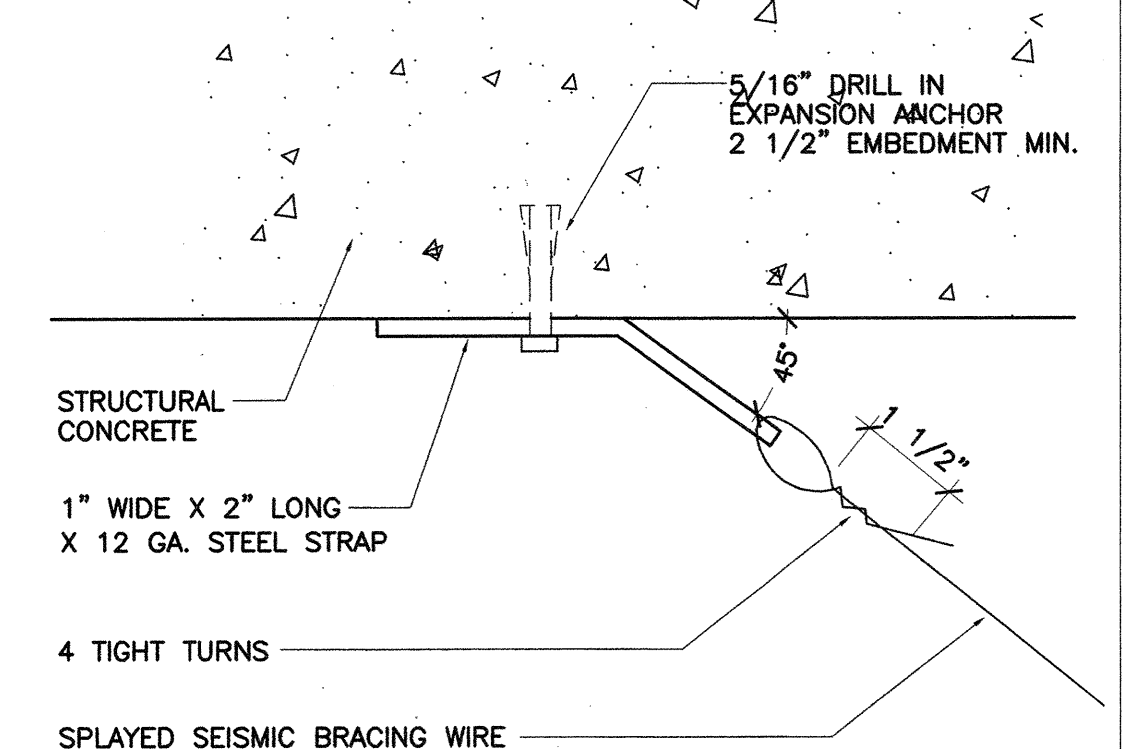 5/16” DRILL IN
EXPANSION ANCHOR
2 1/2” EMBEDMENT MIN.
45°
STRUCTURAL
CONCRETE
1 1/2”
1” WIDE X 2” LONG
X 12 GA. STEEL STRAP
4 TIGHT TURNS
SPLAYED SEISMIC BRACING WIRE